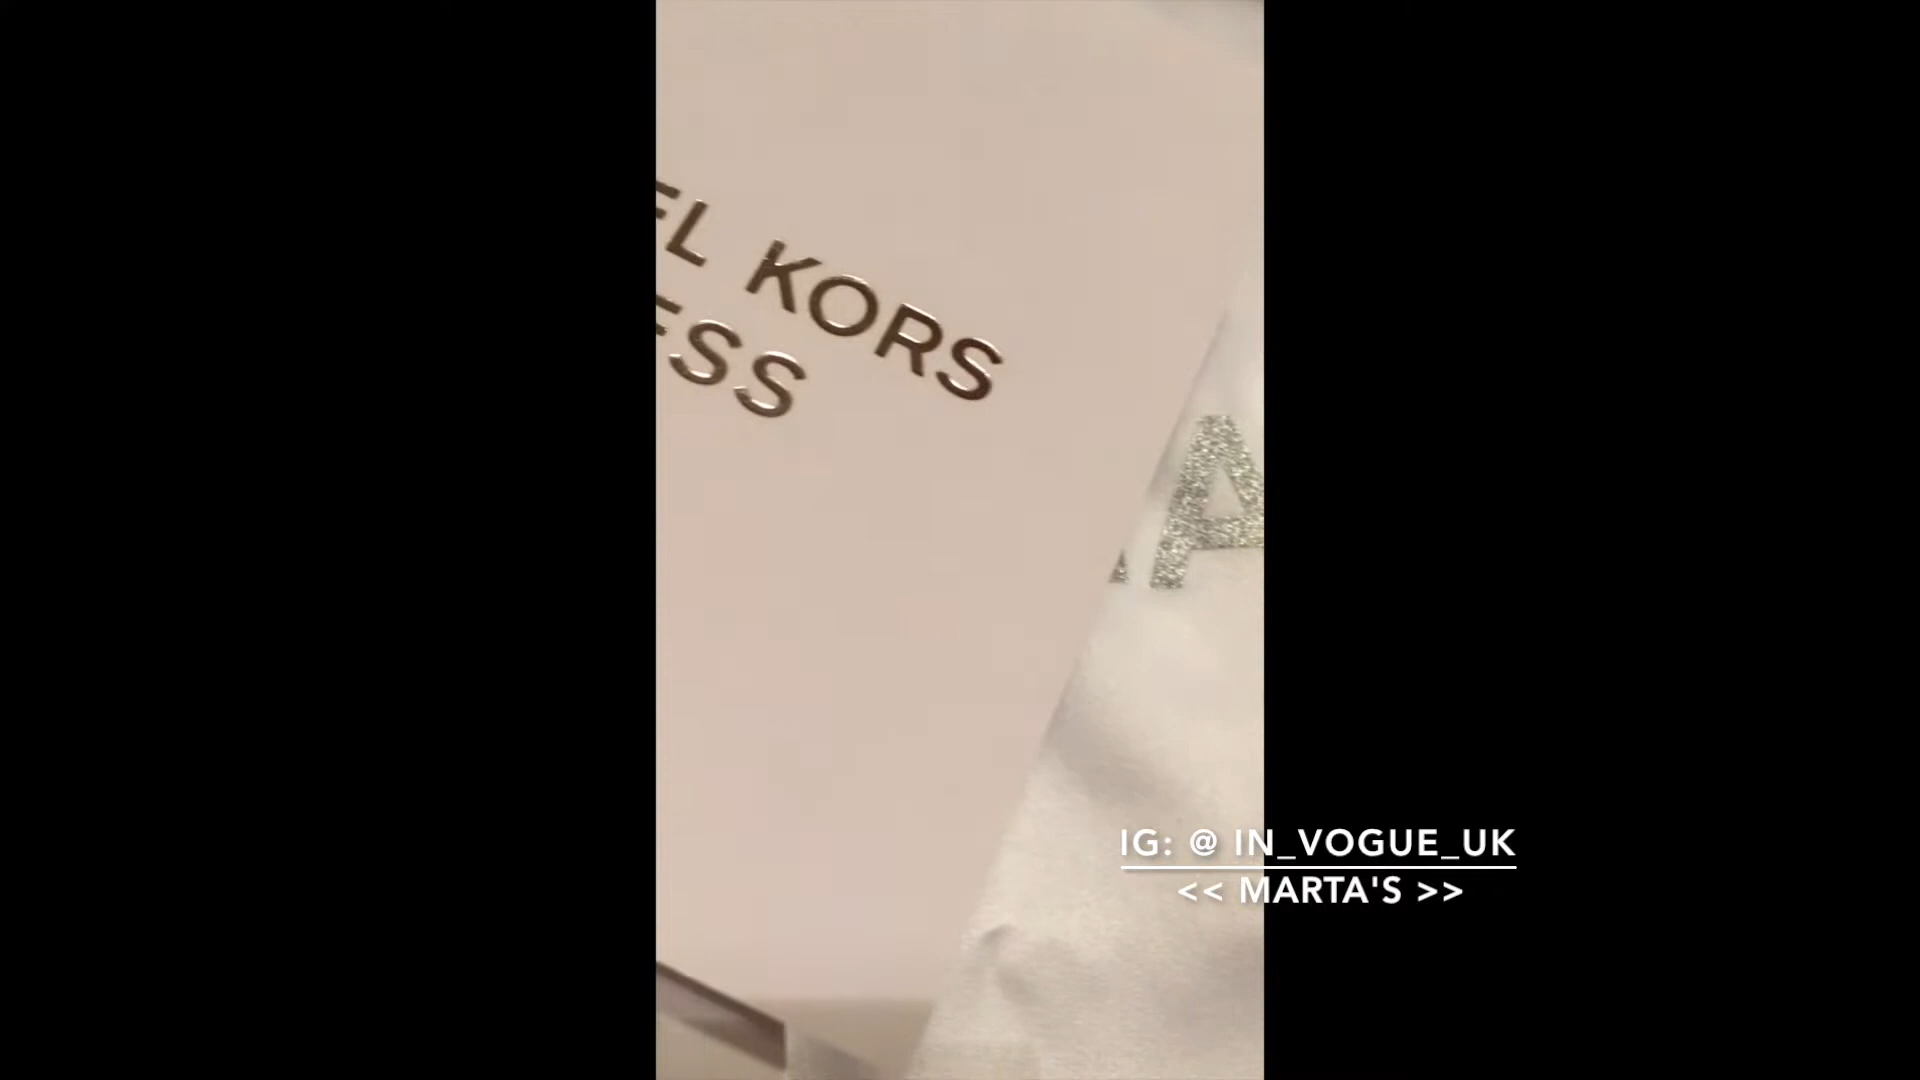 EL KORS
ESS
A
IG: @ IN_VOGUE_UK
<< MARTA'S >>